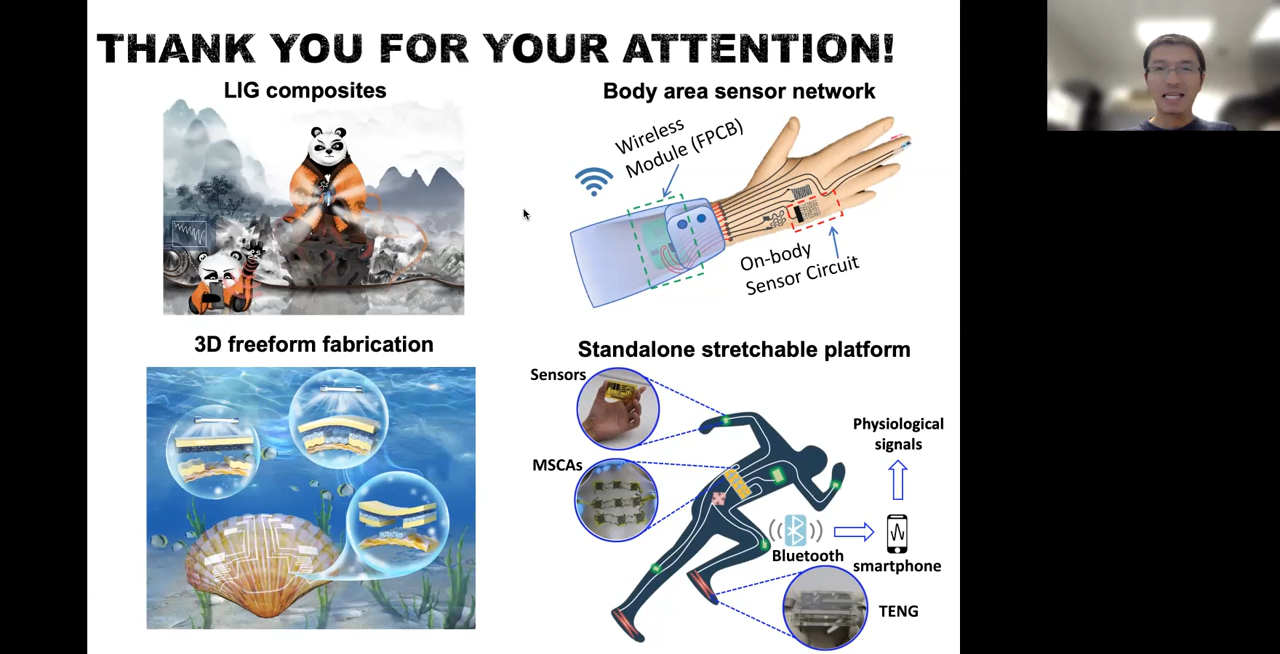 THANK YOU FOR YOUR ATTENTION!
LIG composites
Body area sensor network
Wireless
Module (FPCB)
On-body
Sensor Circuit
3D freeform fabrication
Standalone stretchable platform
Sensors
MSCAs
Physiological
signals
Bluetooth
smartphone
TENG